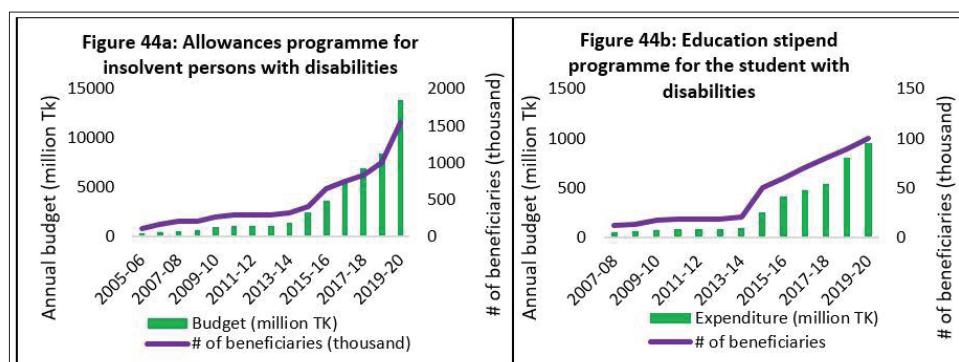 Figure 44a: Allowances programme for
insolvent persons with disabilities
Annual budget (million Tk)
15000
10000
5000
0
2000
1500
1000
500
0
# of beneficiaries (thousand)
2005-06
2007-08
2009-10
2011-12
2013-14
2015-16
2017-18
2019-20
Budget (million TK)
# of beneficiaries (thousand)
Figure 44b: Education stipend
programme for the student with
disabilities
Annual budget (million Tk)
1500
1000
500
0
150
100
50
0
# of beneficiaries (thousand)
2007-08
2009-10
2011-12
2013-14
2015-16
2017-18
2019-20
Expenditure (million TK)
# of beneficiaries